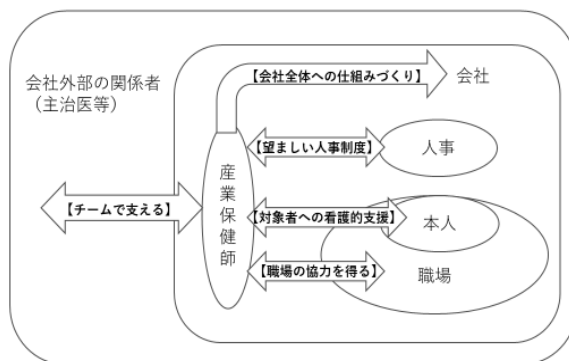 会社外部の関係者
（主治医等）
【会社全体への仕組みづくり】
会社
【望ましい人事制度】
人事
産業保健師
【チームで支える】
【対象者への看護的支援】
本人
【職場の協力を得る】
職場